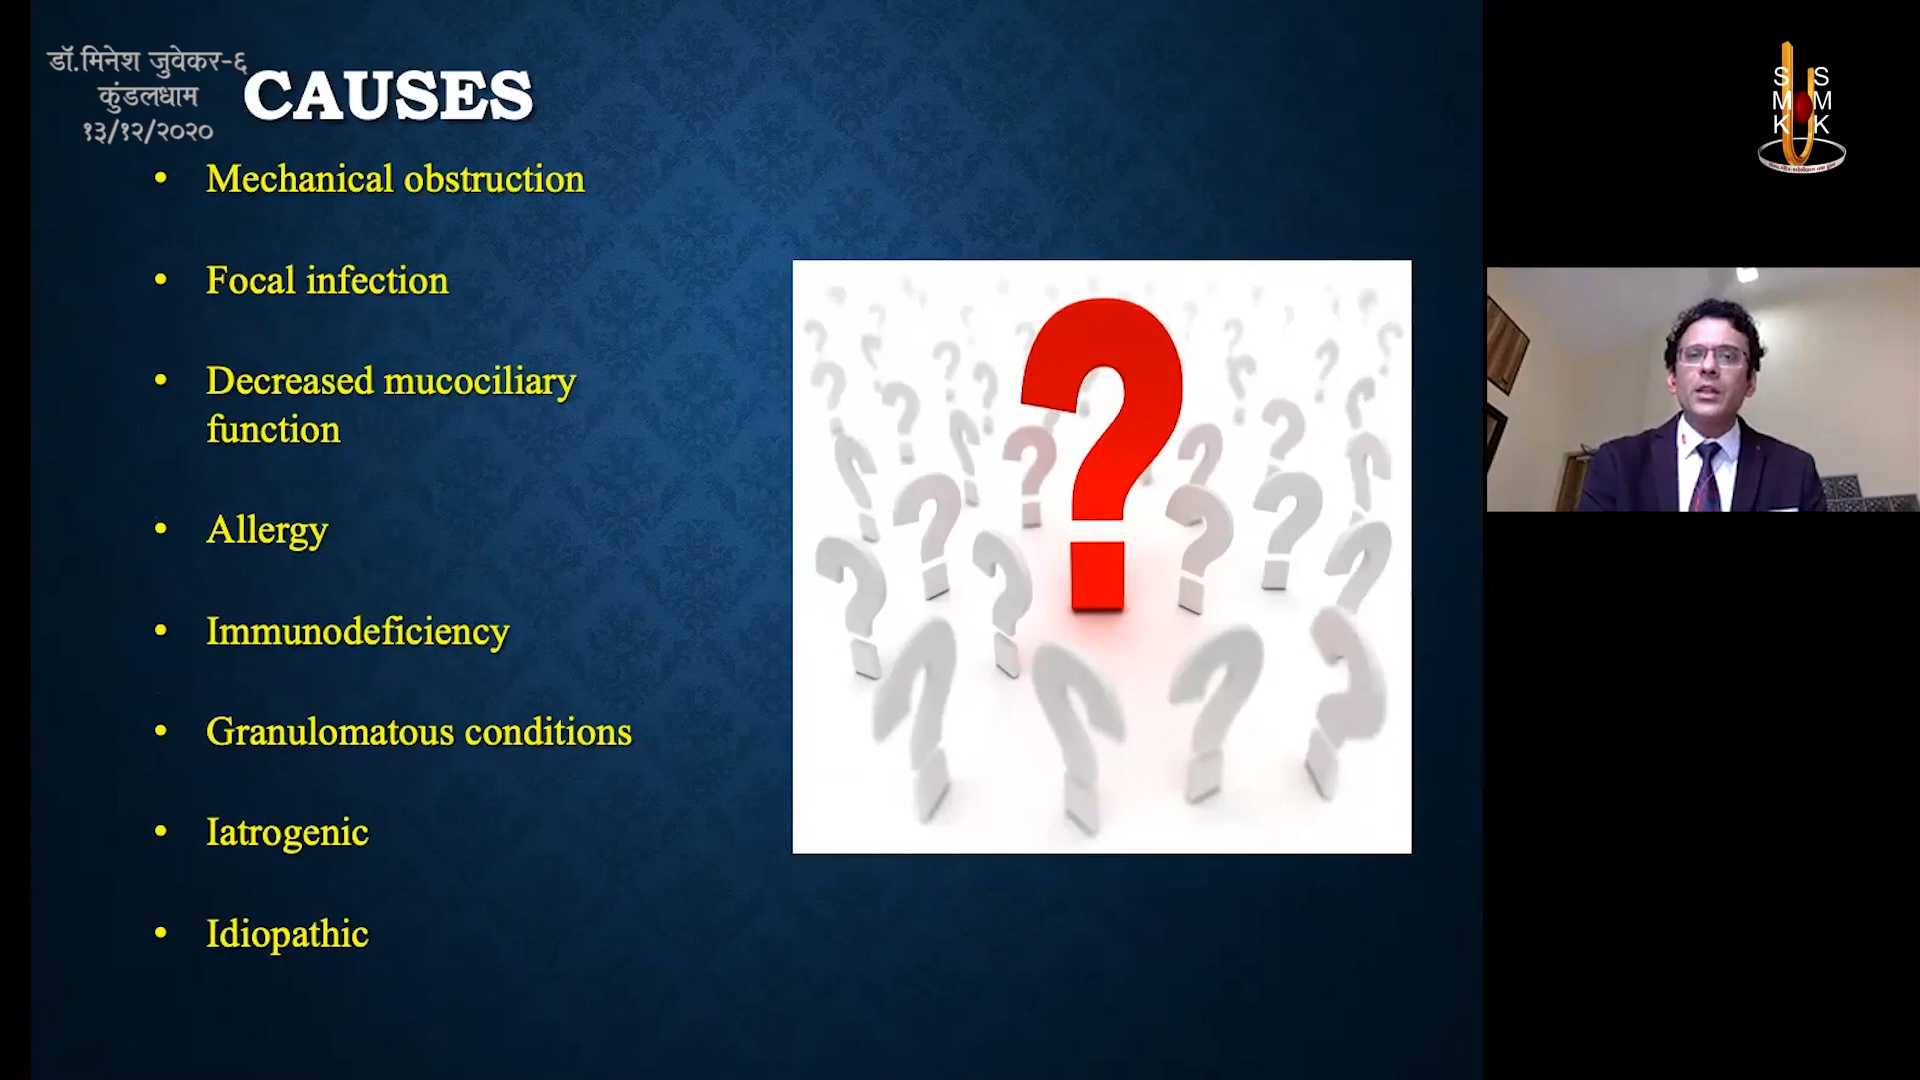 डॉ.मिनेश जुवेकर-६
कुंडलधाम
१३/१२/२०२०
CAUSES
• Mechanical obstruction
• Focal infection
• Decreased mucociliary
function
• Allergy
• Immunodeficiency
• Granulomatous conditions
• Iatrogenic
• Idiopathic
S S
M M
K K